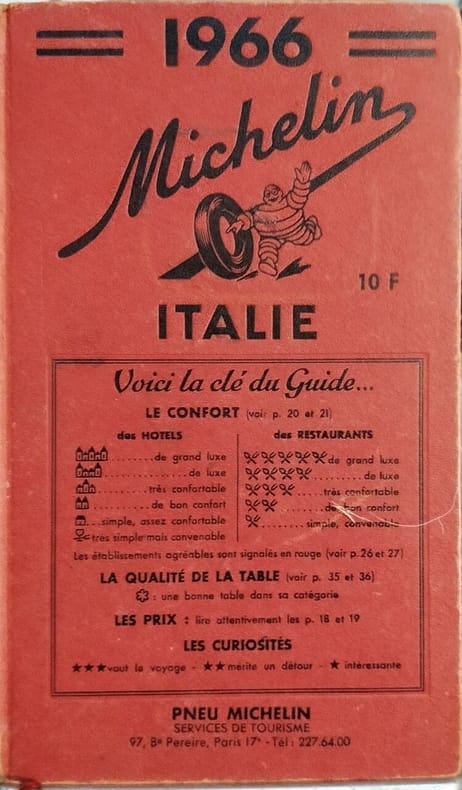 1966
Michelin
10 F
ITALIE
Voici la clé du Guide...
LE CONFORT (voir p. 20 et 21)
des HOTELS
des RESTAURANTS
.........de grand luxe
de grand luxe
..............de luxe
........de luxe
........très confortable
.....très confortable
..........de bon confort
......de bon confort
...simple, assez confortable
.......simple, convenable
très simple mais convenable
Les établissements agréables sont signalés en rouge (voir p.26 et 27)
LA QUALITÉ DE LA TABLE (voir p. 35 et 36)
: une bonne table dans sa catégorie
LES PRIX : lire attentivement les p. 18 et 19
LES CURIOSITÉS
★★★vaut le voyage - ★★mérite un détour - ★ intéressante
PNEU MICHELIN
SERVICES DE TOURISME
97, Bd Pereire, Paris 17e - Tél : 227.64.00